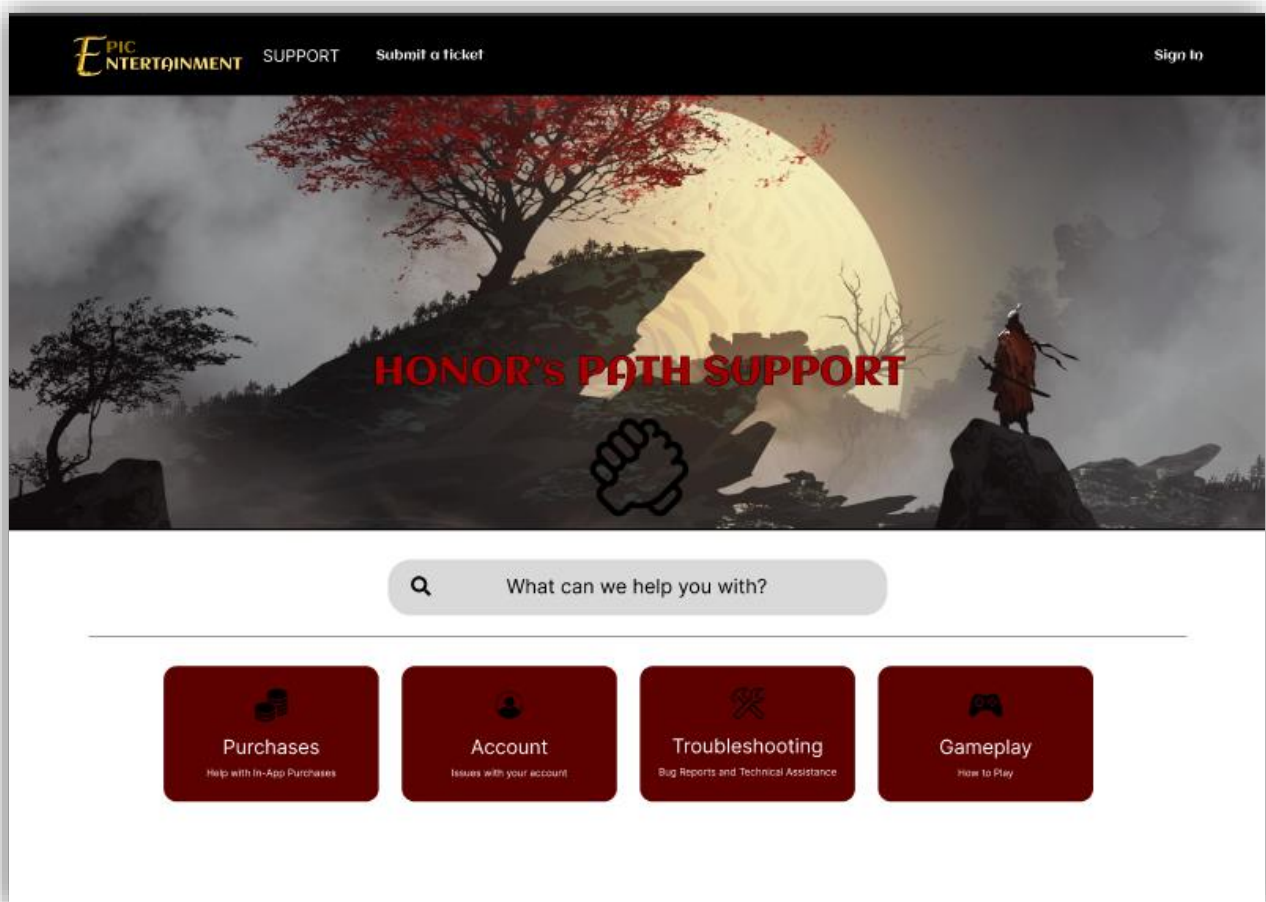 EPIC
ENTERTAINMENT
SUPPORT
Submit a ticket
Sign In
HONOR's PATH SUPPORT
What can we help you with?
Purchases
Help with In-App Purchases
Account
Issues with your account
Troubleshooting
Bug Reports and Technical Assistance
Gameplay
How to Play